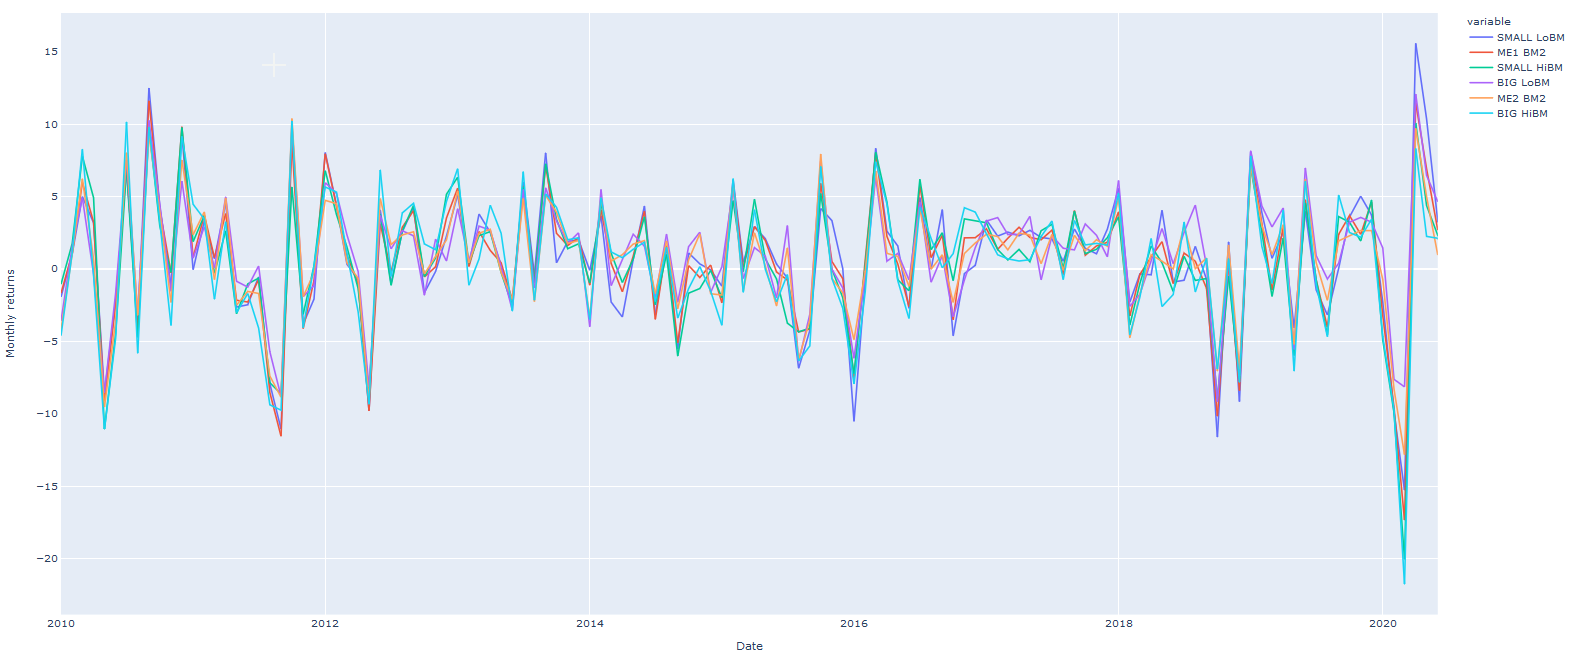 variable
SMALL LoBM
ME1 BM2
SMALL HiBM
BIG LoBM
ME2 BM2
BIG HiBM
Monthly returns
15
10
5
0
−5
−10
−15
−20
2010
2012
2014
2016
2018
2020
Date